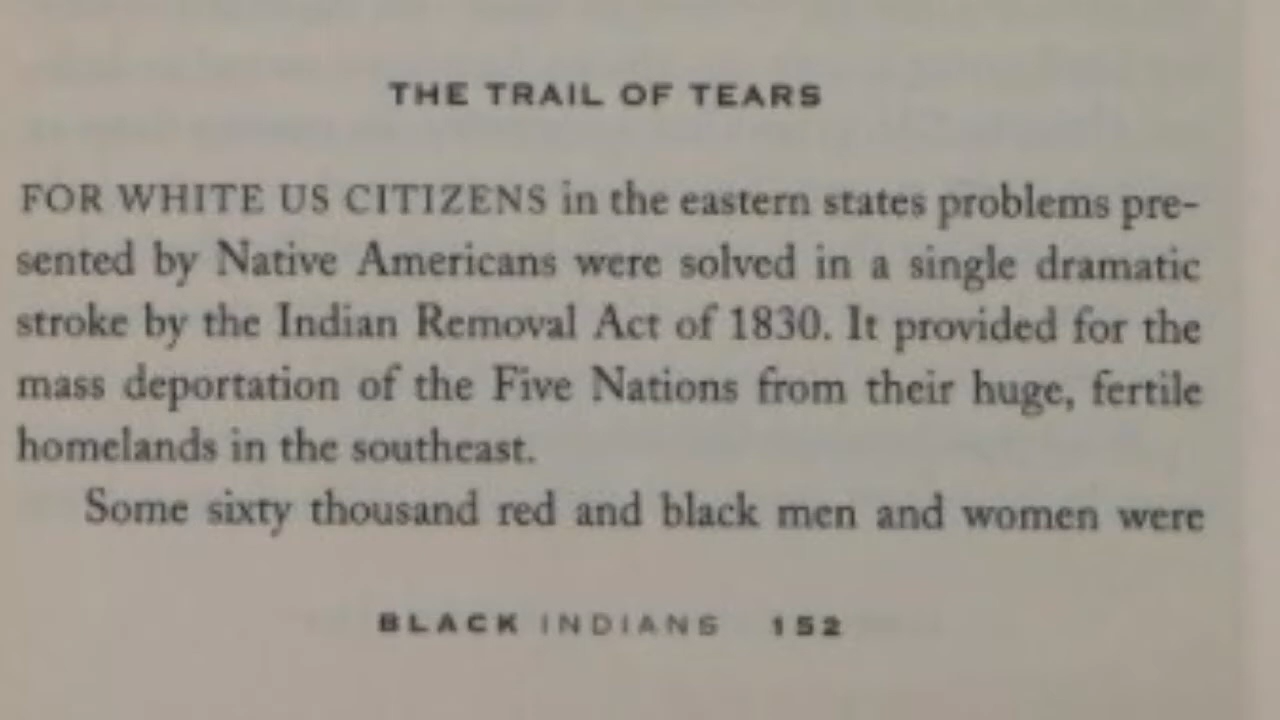 THE TRAIL OF TEARS
FOR WHITE US CITIZENS in the eastern states problems pre-
sented by Native Americans were solved in a single dramatic
stroke by the Indian Removal Act of 1830. It provided for the
mass deportation of the Five Nations from their huge, fertile
homelands in the southeast.
Some sixty thousand red and black men and women were
BLACK INDIANS 152